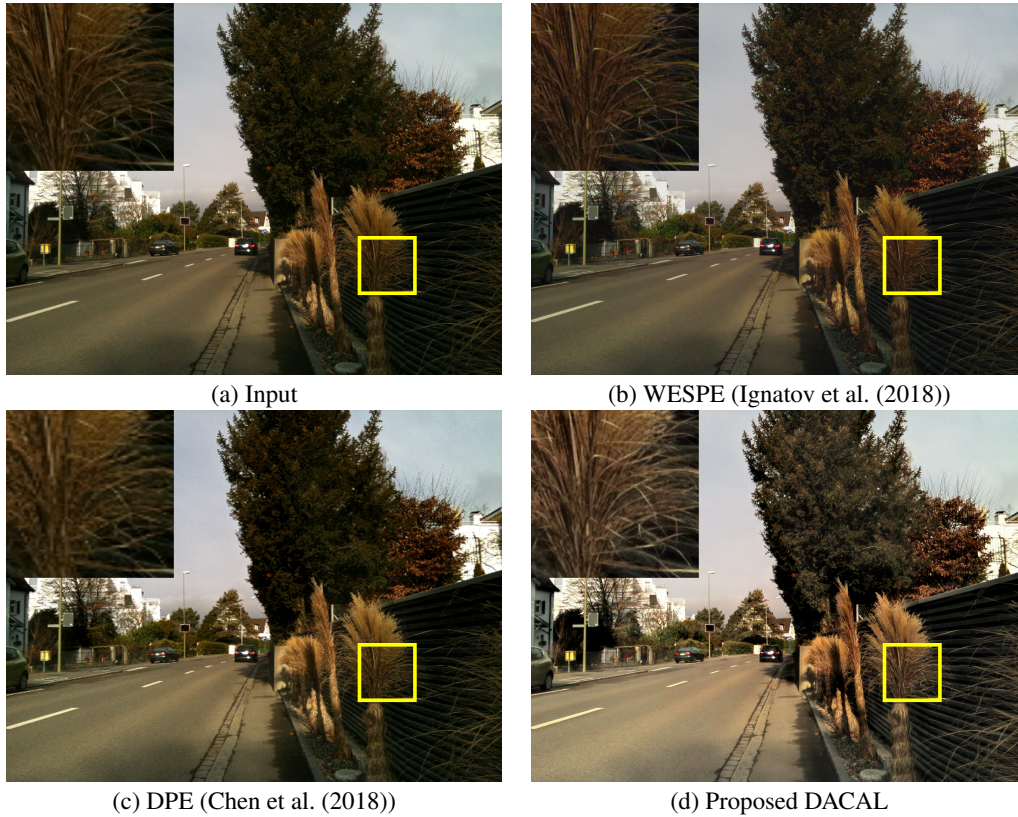 (a) Input
(b) WESPE (Ignatov et al. (2018))
(c) DPE (Chen et al. (2018))
(d) Proposed DACAL